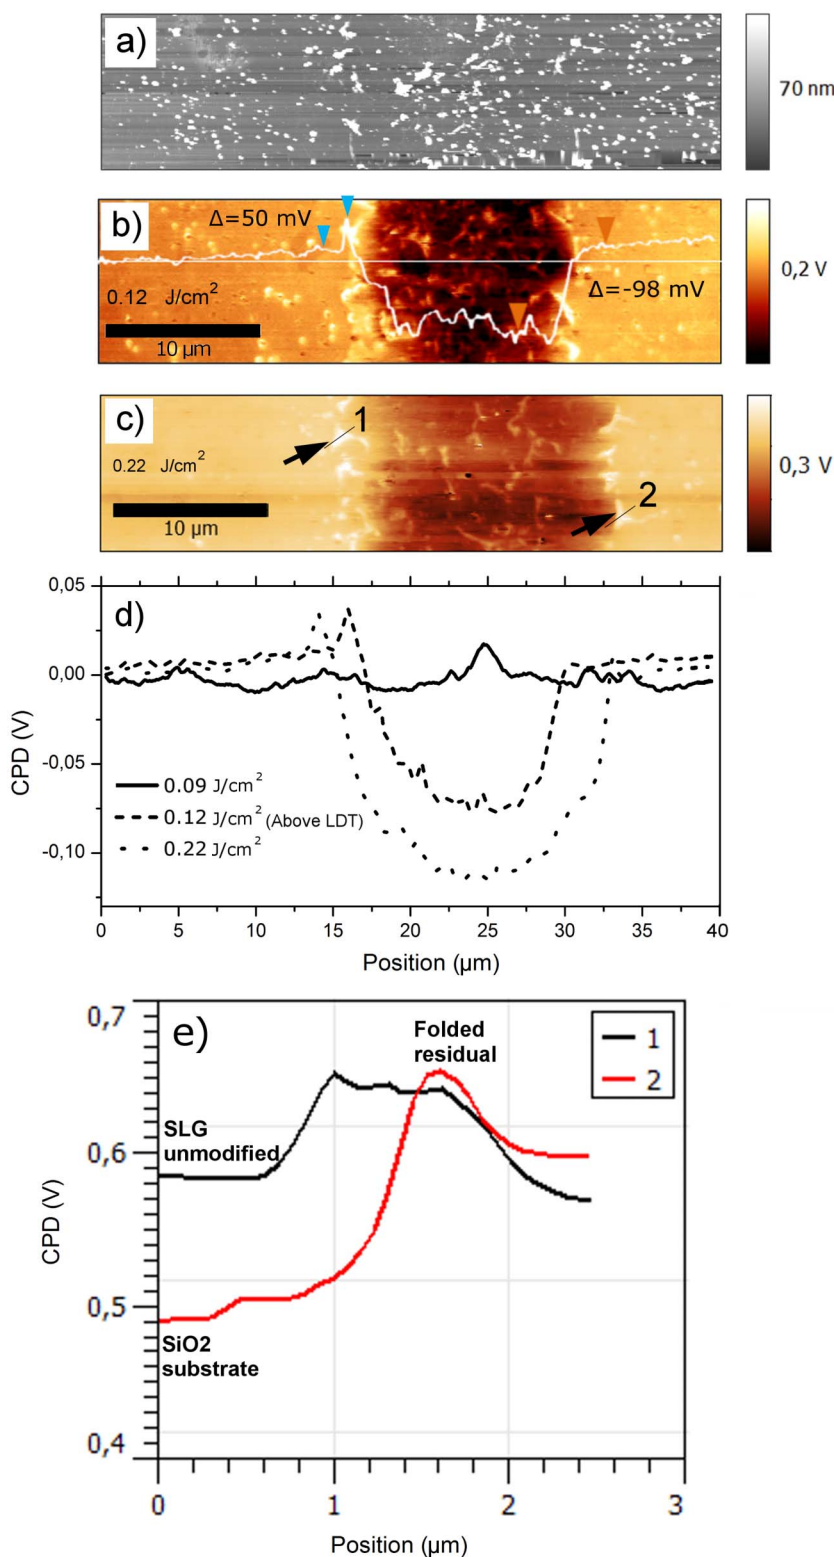 a)
70 nm
b)
Δ=50 mV
Δ=-98 mV
0.12 J/cm²
10 µm
0,2 V
c)
1
2
0.22 J/cm²
10 µm
0,3 V
d)
0,05
0,00
-0,05
-0,10
CPD (V)
0.09 J/cm²
0.12 J/cm² (Above LDT)
0.22 J/cm²
0 5 10 15 20 25 30 35 40
Position (µm)
e)
0,7
0,6
0,5
0,4
CPD (V)
Folded
residual
1
2
SLG
unmodified
SiO2
substrate
0 1 2 3
Position (µm)